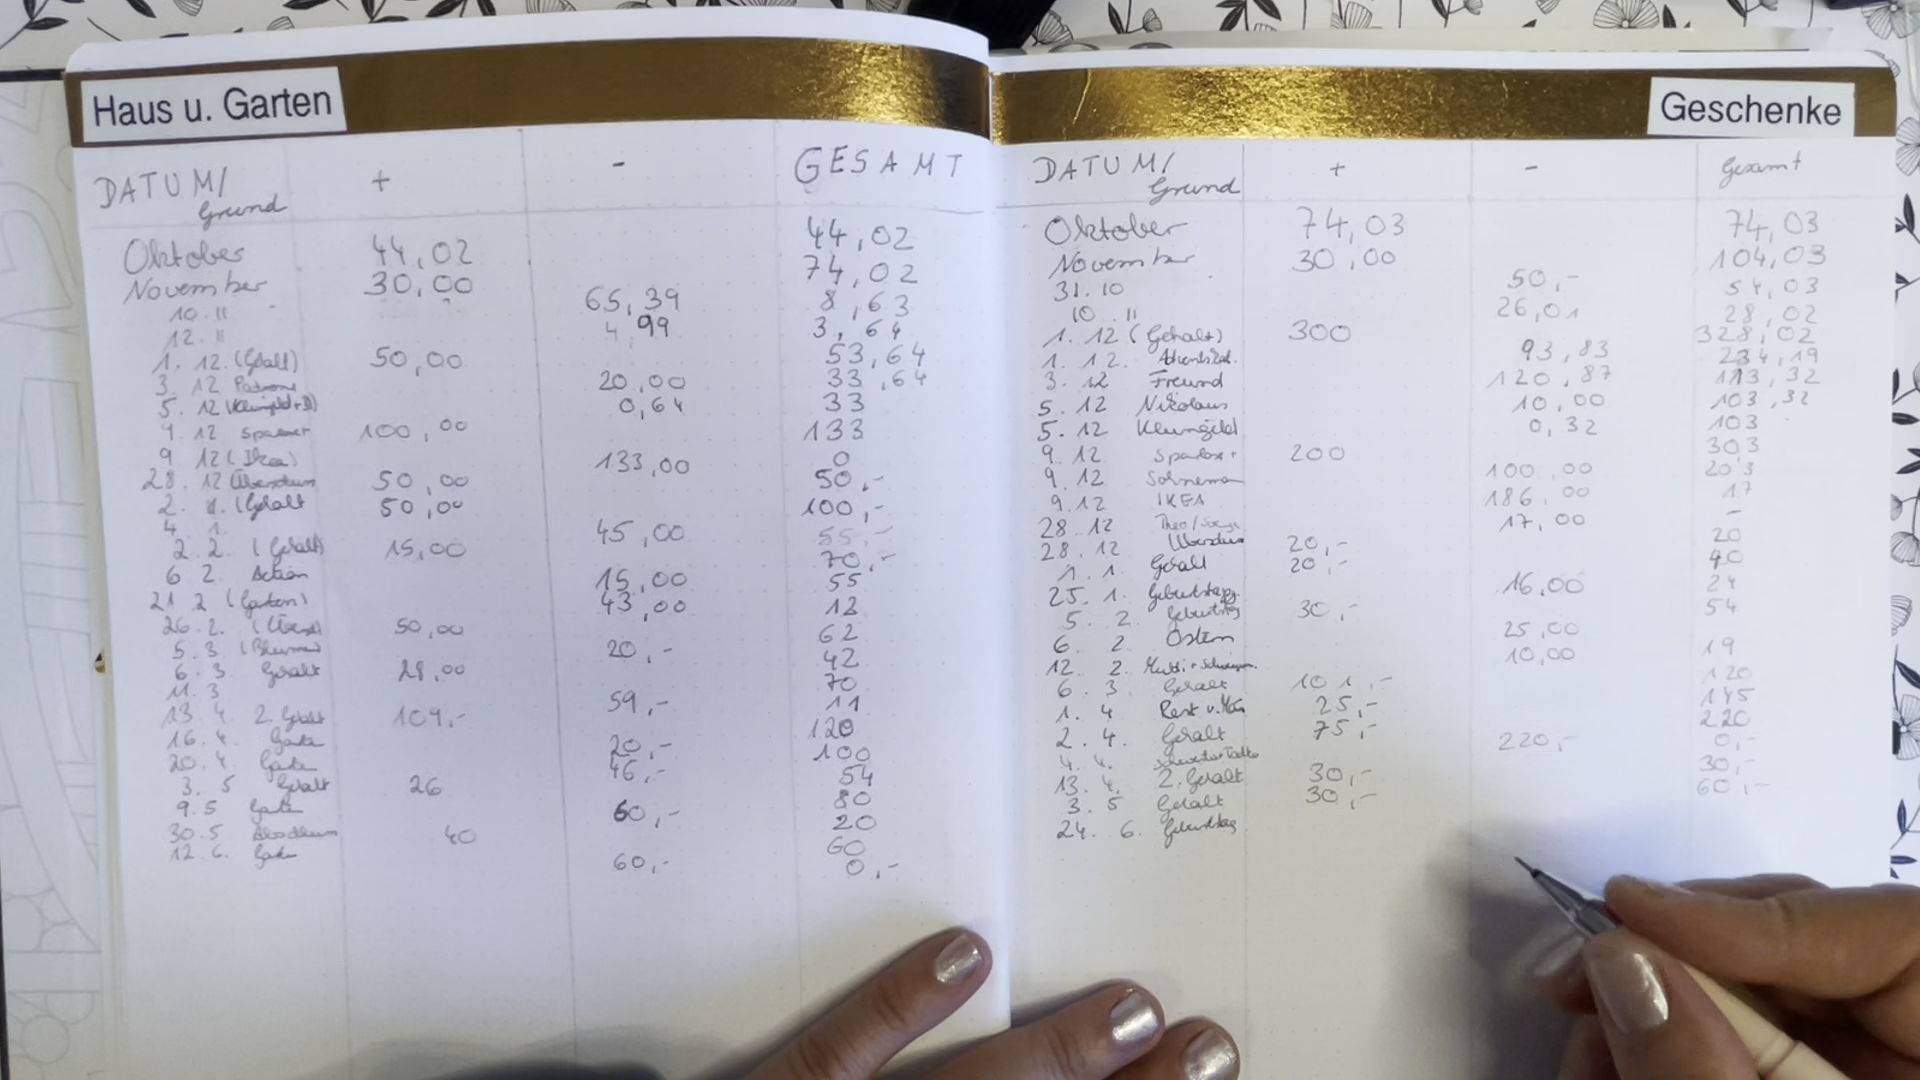 Haus u. Garten
DATUM/ Grund + - GESAMT
Oktober 44,02 44,02
November 30,00 74,02
10. 11 65,39 8,63
12. 11 4,99 3,64
1. 12. (Gehalt) 50,00 53,64
3. 12 20,00 33,64
5. 12 0,64 33
9. 12 100,00 133
9. 12 (Ikea) 133,00 0
28. 12 50,00 50,-
2. 1. (Gehalt 50,00 100,-
4 1. 45,00 55,-
2. 2. (Gehalt) 15,00 70,-
6 2. Action 15,00 55
21 2 (Garten) 43,00 12
26. 2. 50,00 62
5. 3. (Blumen) 20,- 42
6. 3 Gehalt 28,00 70
11. 3 59,- 11
13. 4. 2. Gehalt 109,- 120
16. 4. Garten 20,- 100
20. 4. Garten 46,- 54
3. 5 Gehalt 26 80
9. 5 Garten 60,- 20
30. 5 40 60
12. 6. Garten 60,- 0,-
Geschenke
DATUM/ Grund + - Gesamt
Oktober 74,03 74,03
November 30,00 104,03
31. 10 50,- 54,03
10. 11 26,01 28,02
1. 12 (Gehalt) 300 328,02
1. 12. 93,83 234,19
3. 12 Freund 120,87 113,32
5. 12 Nikolaus 10,00 103,32
5. 12 Kleingeld 0,32 103
9. 12 200 303
9. 12 100,00 203
9. 12 IKEA 186,00 17
28. 12 17,00 -
28. 12 20,- 20
1. 1. Gehalt 20,- 40
25. 1. 16,00 24
5. 2. Geburtstag 30,- 54
6 2 Ostern 25,00
12 2. 10,00 19
6. 3. Gehalt 101,- 120
1. 4 25,- 145
2. 4. Gehalt 75,- 220
4. 4. 220,- 0,-
13. 4. 2. Gehalt 30,- 30,-
3. 5 Gehalt 30,- 60,-
24. 6. Geburtstag